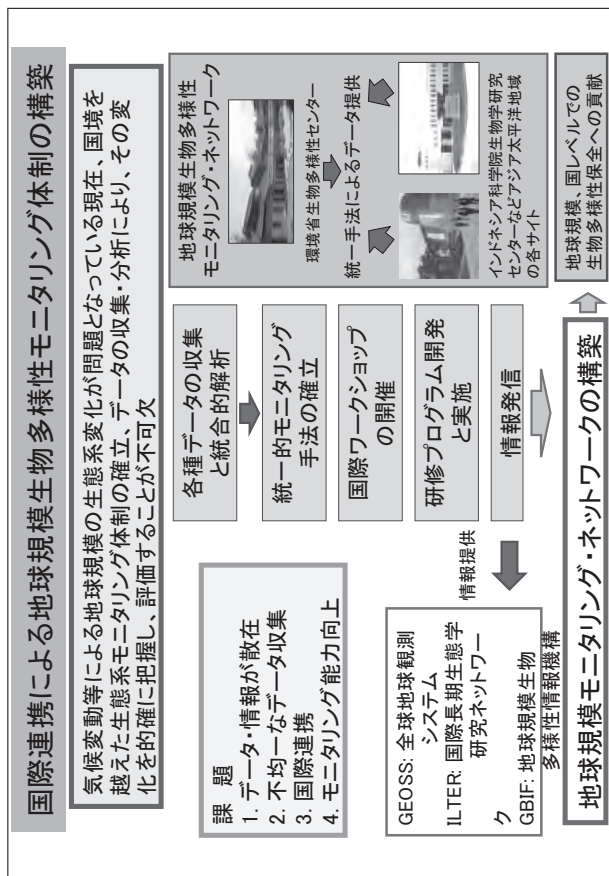 国際連携による地球規模生物多様性モニタリング体制の構築
気候変動等による地球規模の生態系変化が問題となっている現在、国境を
越えた生態系モニタリング体制の確立、データの収集・分析により、その変
化を的確に把握し、評価することが不可欠
課 題
1. データ・情報が散在
2. 不均一なデータ収集
3. 国際連携
4. モニタリング能力向上
各種データの収集
と統合的解析
統一的モニタリング
手法の確立
国際ワークショップ
の開催
研修プログラム開発
と実施
情報発信
地球規模生物多様性
モニタリング・ネットワーク
環境省生物多様性センター
統一手法によるデータ提供
インドネシア科学院生物学研究
センターなどアジア太平洋地域
の各サイト
情報提供
GEOSS: 全球地球観測
システム
ILTER: 国際長期生態学
研究ネットワー
ク
GBIF: 地球規模生物
多様性情報機構
地球規模モニタリング・ネットワークの構築
地球規模、国レベルでの
生物多様性保全への貢献